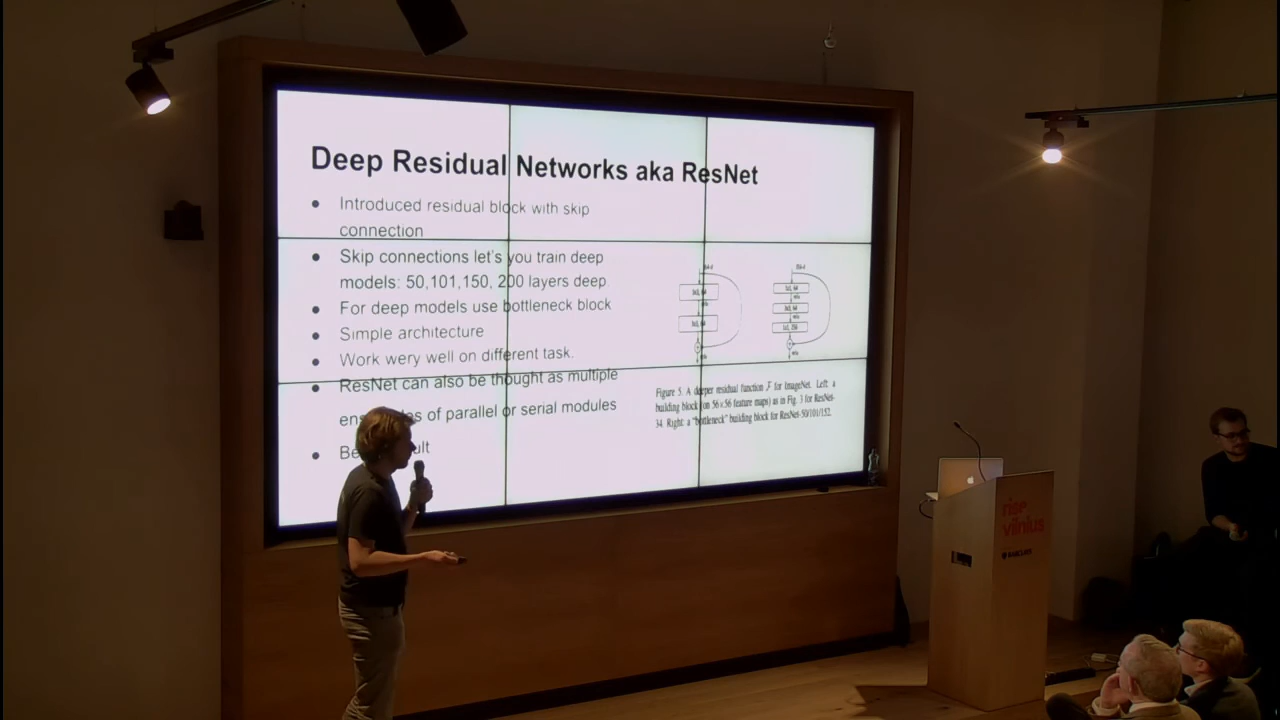 Deep Residual Networks aka ResNet
Introduced residual block with skip
connection
Skip connections let's you train deep
models: 50,101,150, 200 layers deep.
For deep models use bottleneck block
Simple architecture
Work wery well on different task.
ResNet can also be thought as multiple
of parallel or serial modules
Figure 5. A deeper residual function F for ImageNet. Left: a
building block (on 56×56 feature maps) as in Fig. 3 for ResNet-
34. Right: a "bottleneck" building block for ResNet-50/101/152.
rise
vilnius
BARCLAYS